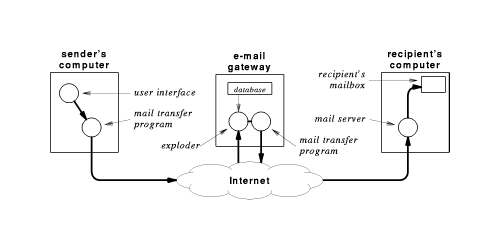 sender's
computer
e-mail
gateway
recipient's
computer
user interface
mail transfer
program
database
exploder
mail transfer
program
recipient's
mailbox
mail server
Internet